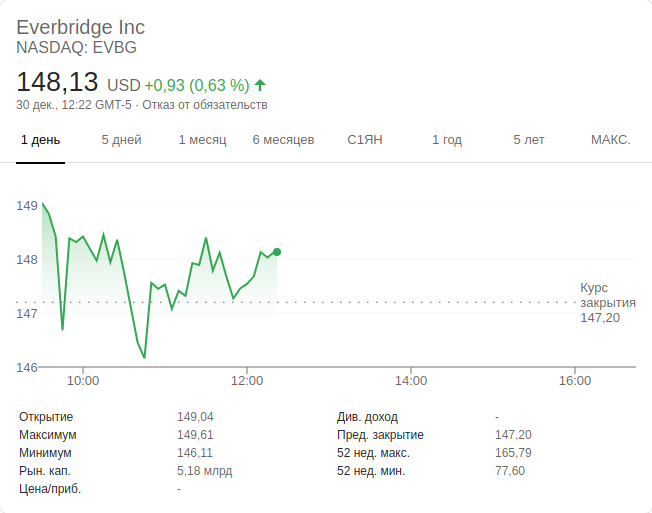 Everbridge Inc
NASDAQ: EVBG
148,13 USD +0,93 (0,63 %)
30 дек., 12:22 GMT-5 · Отказ от обязательств
1 день 5 дней 1 месяц 6 месяцев С1ЯН 1 год 5 лет МАКС.
149
148
147
146
Курс
закрытия
147,20
10:00 12:00 14:00 16:00
Открытие 149,04 Див. доход -
Максимум 149,61 Пред. закрытие 147,20
Минимум 146,11 52 нед. макс. 165,79
Рын. кап. 5,18 млрд 52 нед. мин. 77,60
Цена/приб. -